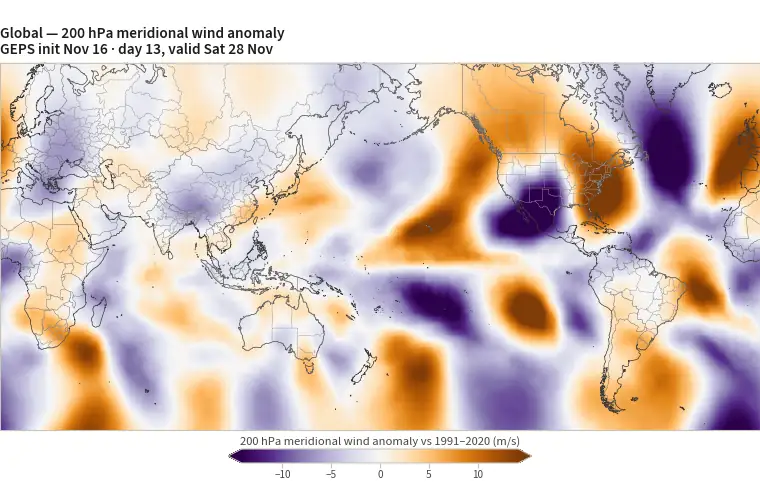 Global — 200 hPa meridional wind anomaly
GEPS init Nov 16 · day 13, valid Sat 28 Nov
200 hPa meridional wind anomaly vs 1991–2020 (m/s)
−10 −5 0 5 10